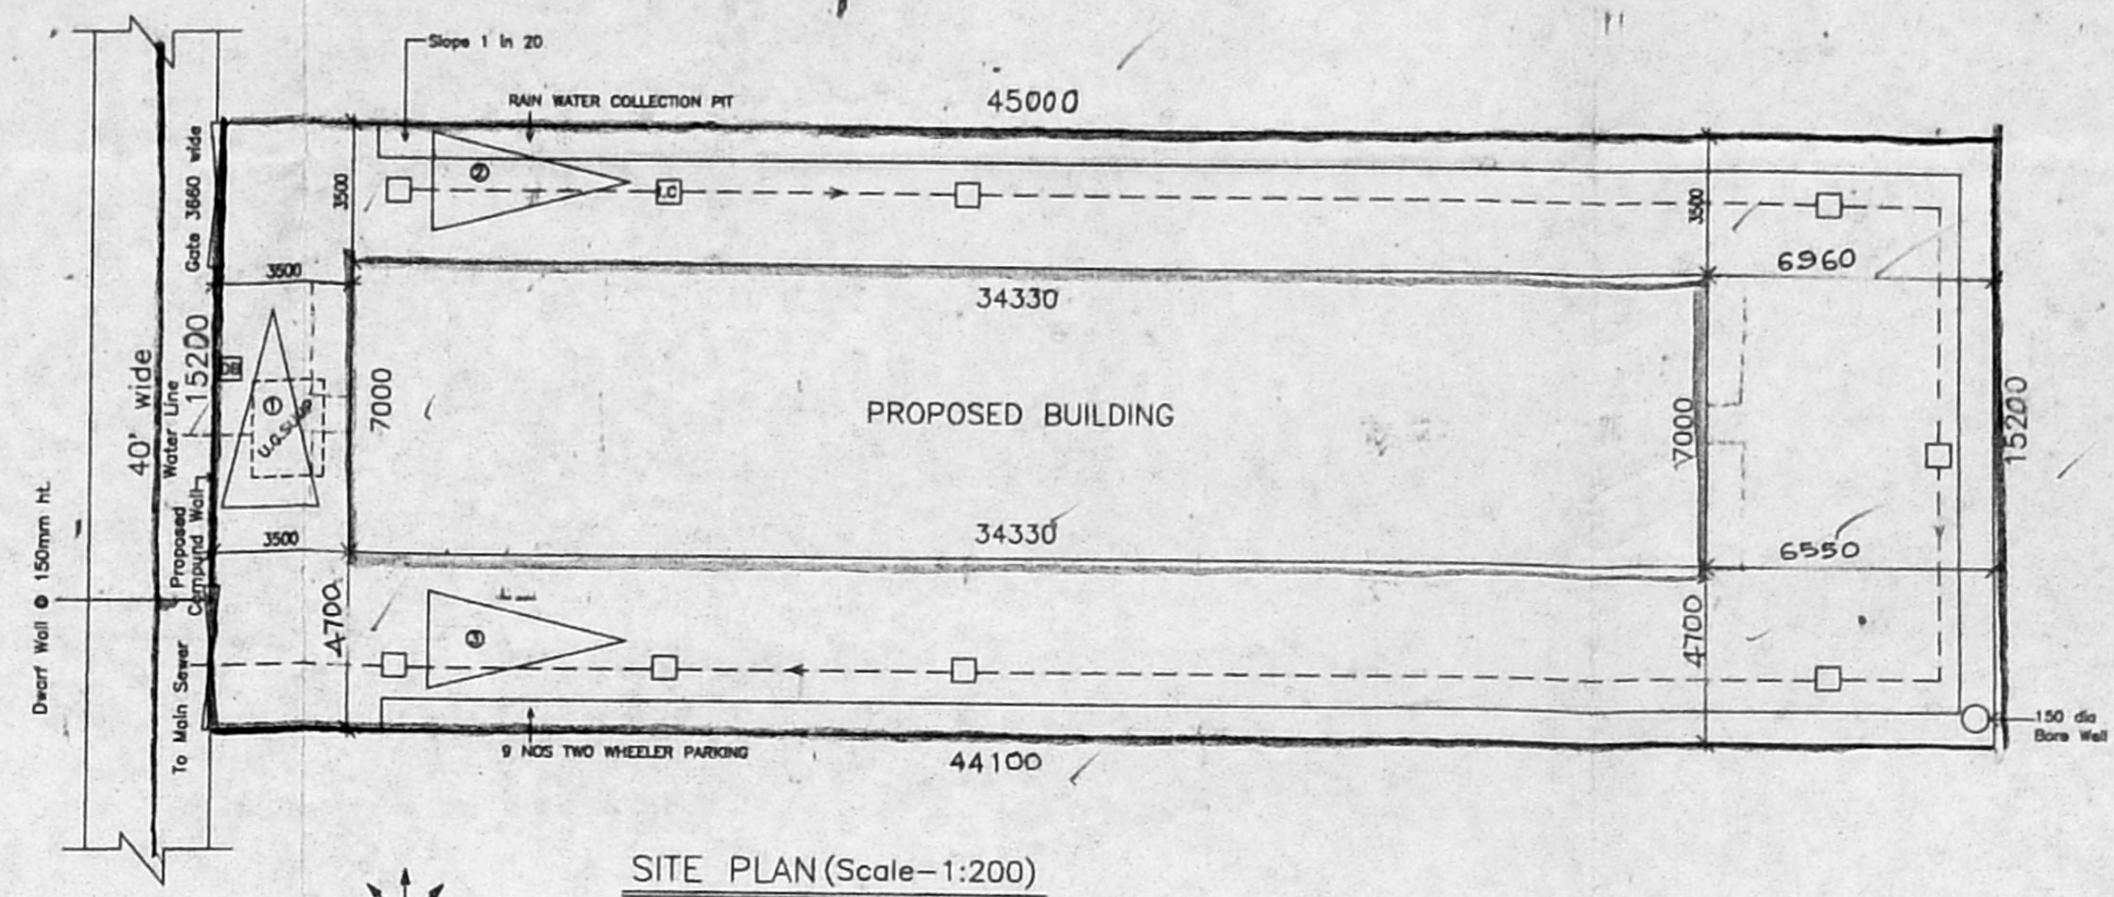 Slope 1 in 20
RAIN WATER COLLECTION PIT
45000
Gate 3660 wide
3500
2
I.C
3500
3500
6960
34330
40' wide
Water Line
15200
DB
1
U.G.Sump
7000
PROPOSED BUILDING
7000
15200
Dwarf Wall @ 150mm ht.
Proposed
Compound Wall
3500
34330
6550
4700
4700
To Main Sewer
9 NOS TWO WHEELER PARKING
44100
150 dia
Bore Well
SITE PLAN (Scale-1:200)